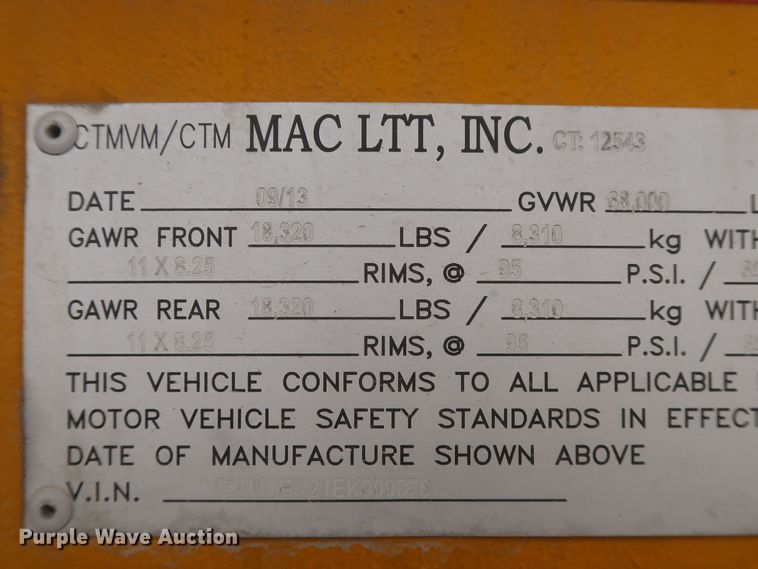 CTMVM/CTM MAC LTT, INC. CT: 12543
DATE 09/13 GVWR 68,000 L
GAWR FRONT 18,320 LBS / 8,310 kg WITH
11 X 8.25 RIMS, @ 95 P.S.I. /
GAWR REAR 18,320 LBS / 8,310 kg WITH
11 X 8.25 RIMS, @ 95 P.S.I. /
THIS VEHICLE CONFORMS TO ALL APPLICABLE
MOTOR VEHICLE SAFETY STANDARDS IN EFFECT
DATE OF MANUFACTURE SHOWN ABOVE
V.I.N.
Purple Wave Auction